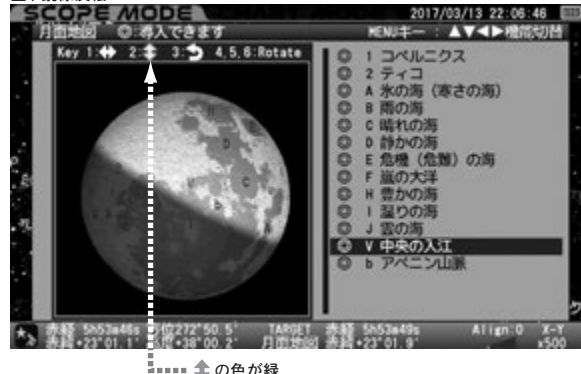 SCOPE MODE 2017/03/13 22:06:46
月面地図 ◎:導入できます MENUキー : ▲▼◀▶機能切替
Key 1: 2: 3: 4,5,6:Rotate
◎ 1 コペルニクス
◎ 2 ティコ
◎ A 氷の海 (寒さの海)
◎ B 雨の海
◎ C 晴れの海
◎ D 静かの海
◎ E 危機 (危難) の海
◎ F 嵐の大洋
◎ H 豊かの海
◎ I 湿りの海
◎ J 雲の海
◎ V 中央の入江
◎ b アペニン山脈
赤経 5h53m46s 方位272°50.5' TARGET 赤経 5h53m49s Align:0 X-Y
赤緯+23°01.1' 高度+38°00.2' 月面地図 赤緯+23°01.9' x500
の色が緑